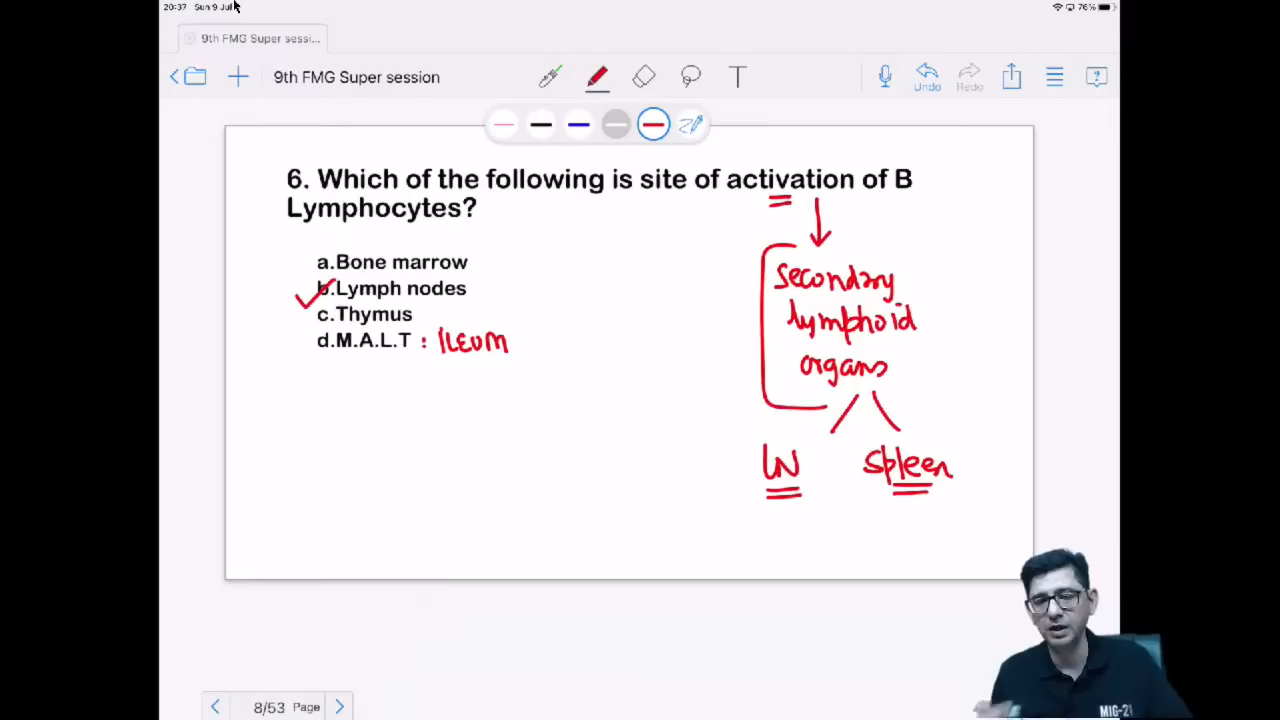 20:37 Sun 9 Jul
76%
9th FMG Super sessi...
9th FMG Super session
T
Undo
Redo
6. Which of the following is site of activation of B
Lymphocytes?
a.Bone marrow
b.Lymph nodes
c.Thymus
d.M.A.L.T : ILEUM
Secondary
lymphoid
organs
LN
Spleen
8/53 Page
MIG-21